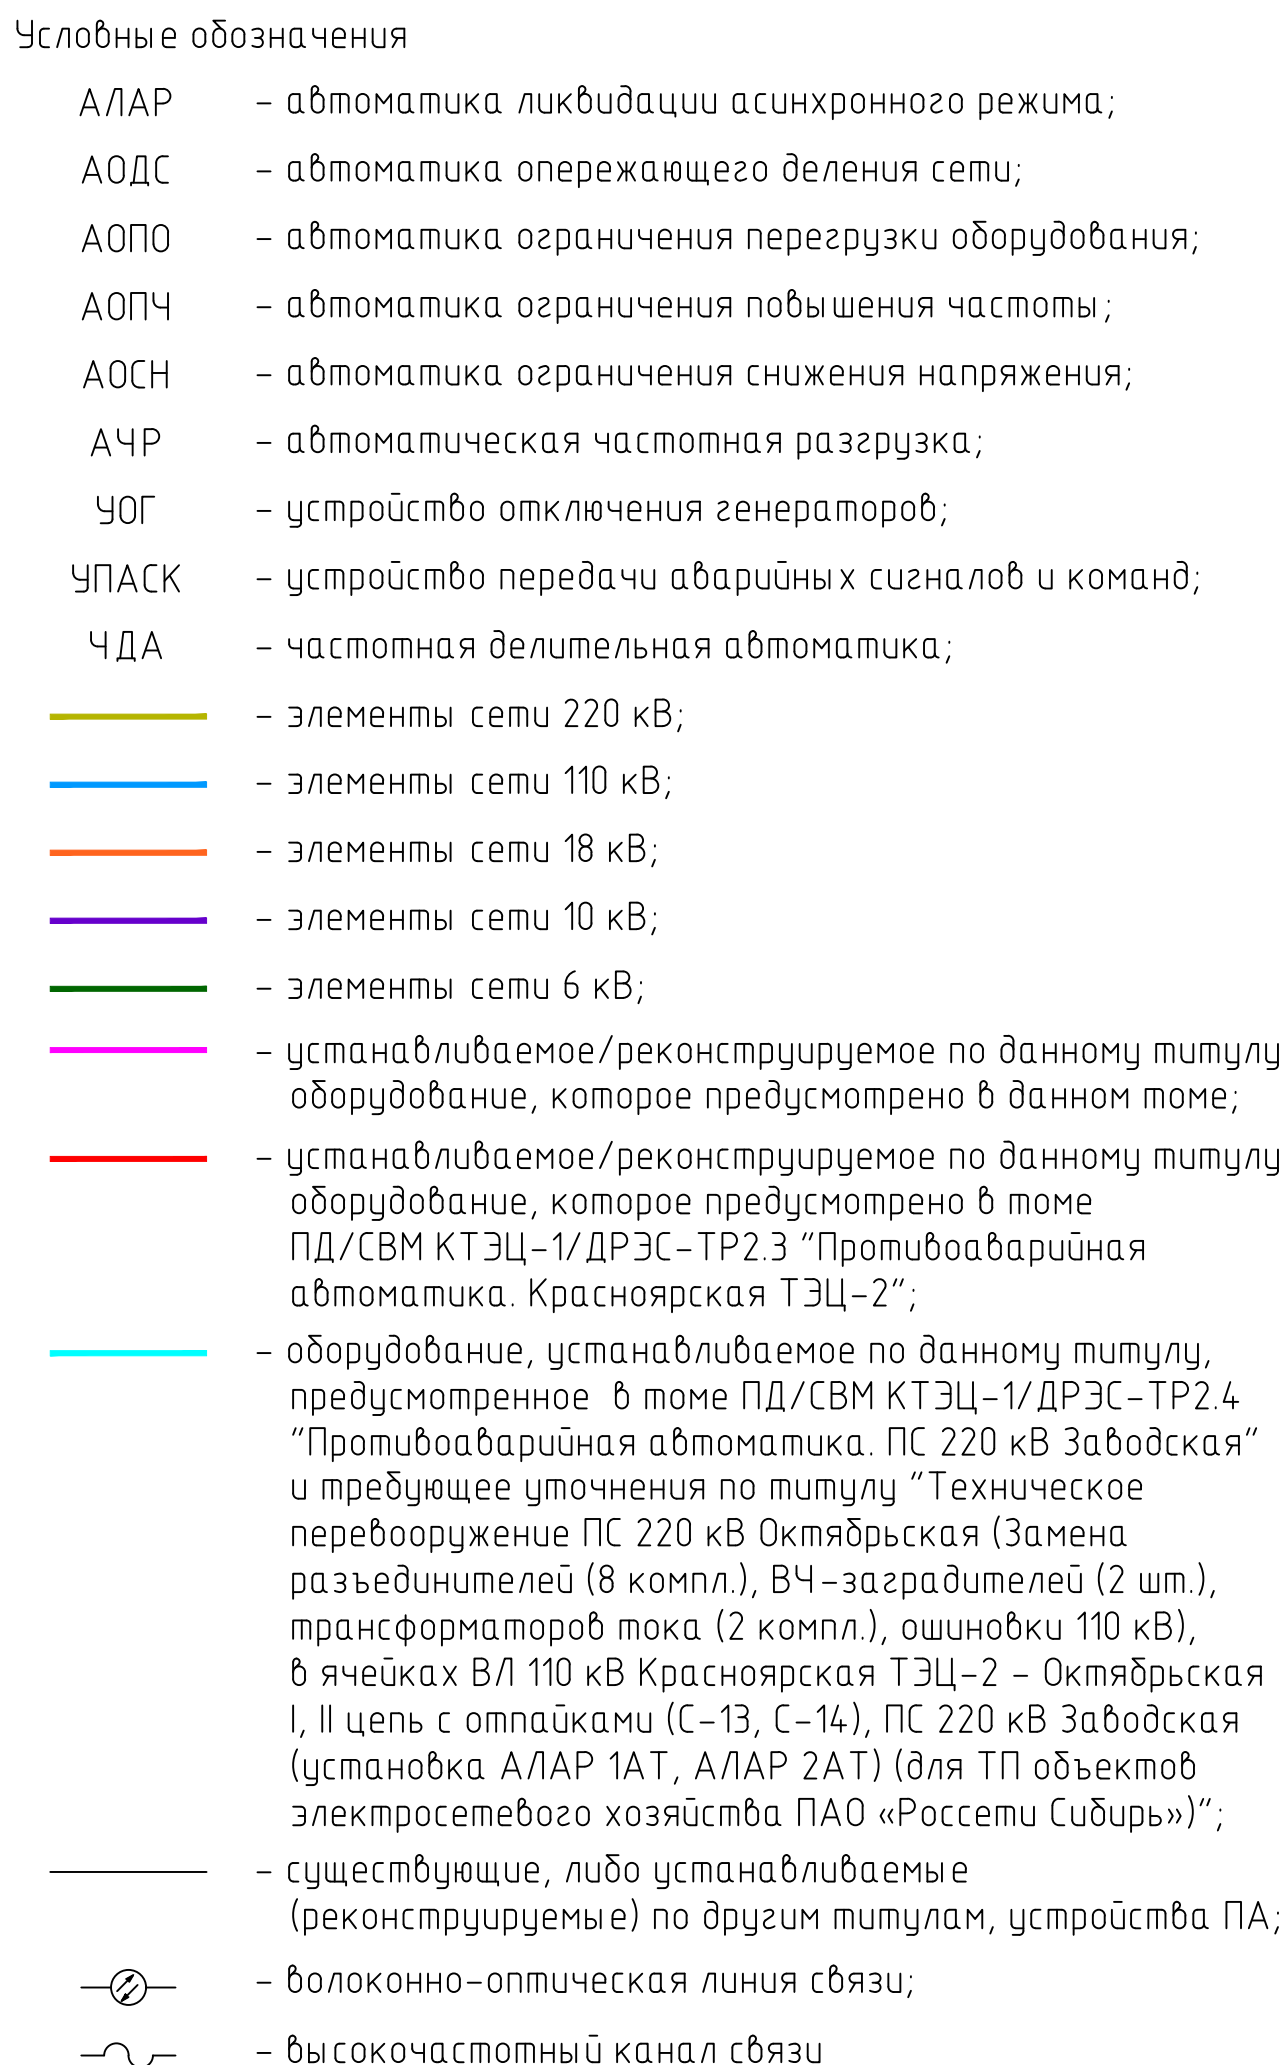 Условные обозначения
АЛАР – автоматика ликвидации асинхронного режима;
АОДС – автоматика опережающего деления сети;
АОПО – автоматика ограничения перегрузки оборудования;
АОПЧ – автоматика ограничения повышения частоты;
АОСН – автоматика ограничения снижения напряжения;
АЧР – автоматическая частотная разгрузка;
УОГ – устройство отключения генераторов;
УПАСК – устройство передачи аварийных сигналов и команд;
ЧДА – частотная делительная автоматика;
– элементы сети 220 кВ;
– элементы сети 110 кВ;
– элементы сети 18 кВ;
– элементы сети 10 кВ;
– элементы сети 6 кВ;
– устанавливаемое/реконструируемое по данному титулу
оборудование, которое предусмотрено в данном томе;
– устанавливаемое/реконструируемое по данному титулу
оборудование, которое предусмотрено в томе
ПД/СВМ КТЭЦ-1/ДРЭС-ТР2.3 "Противоаварийная
автоматика. Красноярская ТЭЦ-2";
– оборудование, устанавливаемое по данному титулу,
предусмотренное в томе ПД/СВМ КТЭЦ-1/ДРЭС-ТР2.4
"Противоаварийная автоматика. ПС 220 кВ Заводская"
и требующее уточнения по титулу "Техническое
перевооружение ПС 220 кВ Октябрьская (Замена
разъединителей (8 компл.), ВЧ-заградителей (2 шт.),
трансформаторов тока (2 компл.), ошиновки 110 кВ),
в ячейках ВЛ 110 кВ Красноярская ТЭЦ-2 - Октябрьская
I, II цепь с отпайками (С-13, С-14), ПС 220 кВ Заводская
(установка АЛАР 1АТ, АЛАР 2АТ) (для ТП объектов
электросетевого хозяйства ПАО «Россети Сибирь»)";
– существующие, либо устанавливаемые
(реконструируемые) по другим титулам, устройства ПА;
– волоконно-оптическая линия связи;
– высокочастотный канал связи